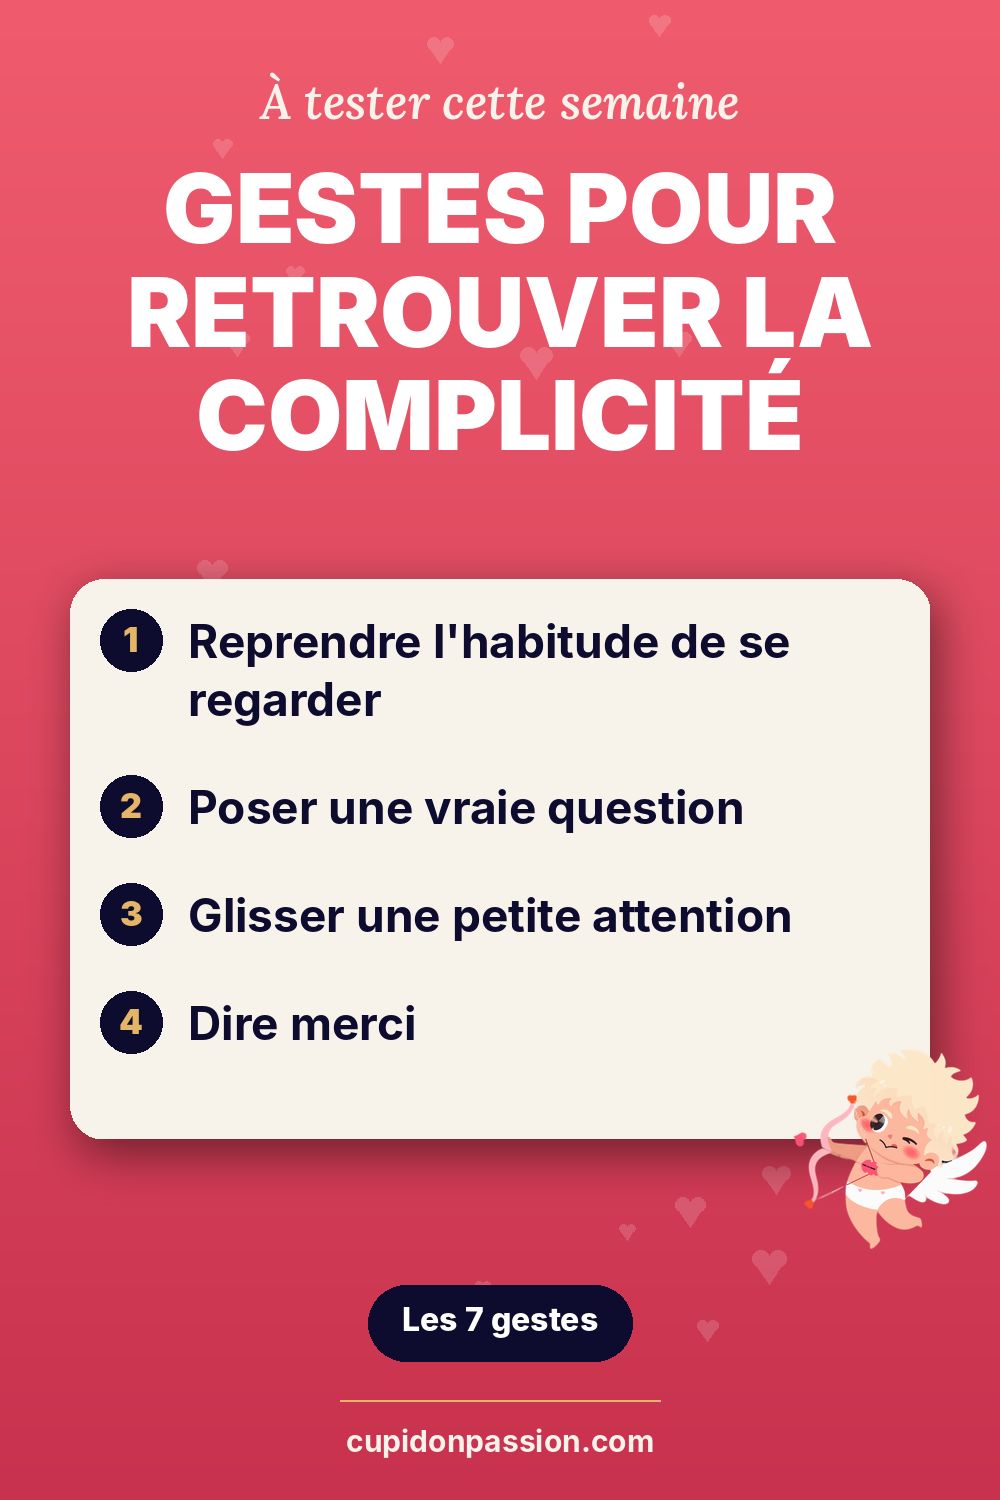 À tester cette semaine
GESTES POUR
RETROUVER LA
COMPLICITÉ
1 Reprendre l'habitude de se
regarder
2 Poser une vraie question
3 Glisser une petite attention
4 Dire merci
Les 7 gestes
cupidonpassion.com